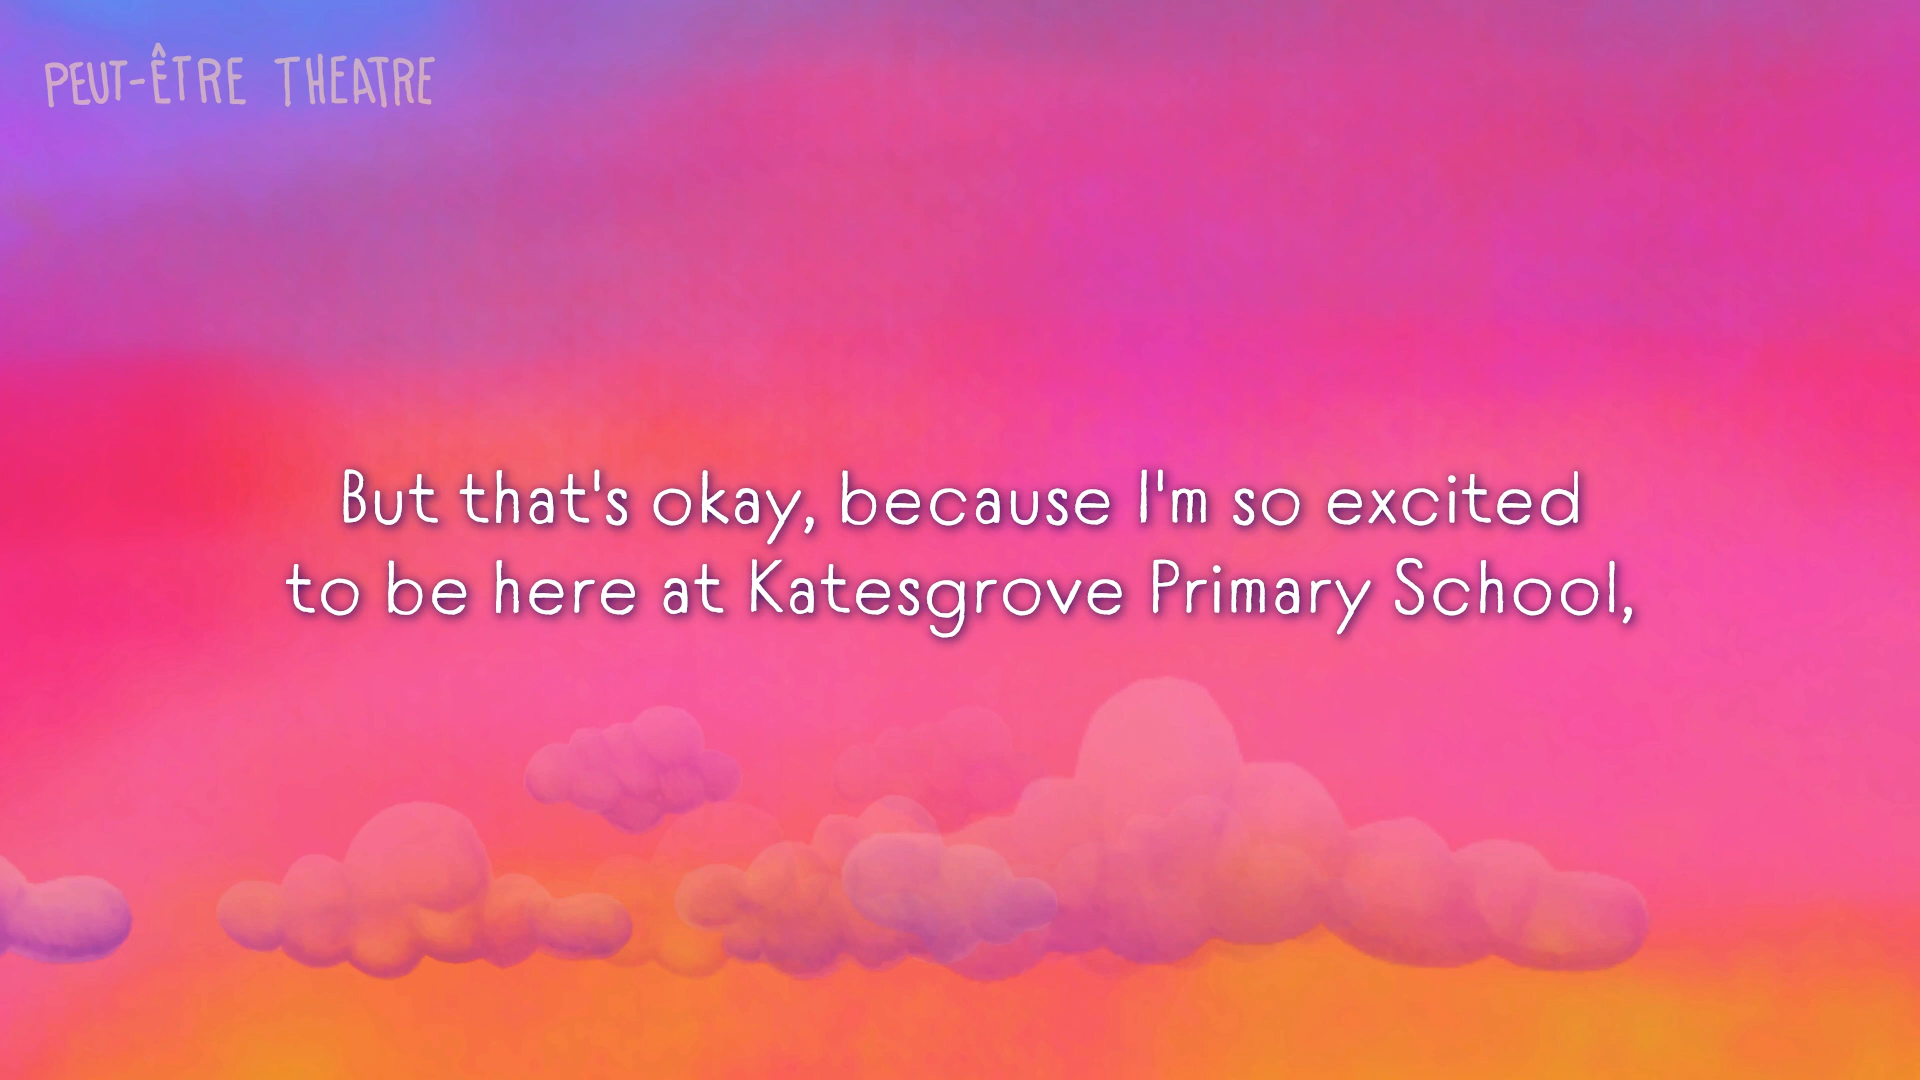 PEUT-ÊTRE THEATRE
But that's okay, because I'm so excited
to be here at Katesgrove Primary School,